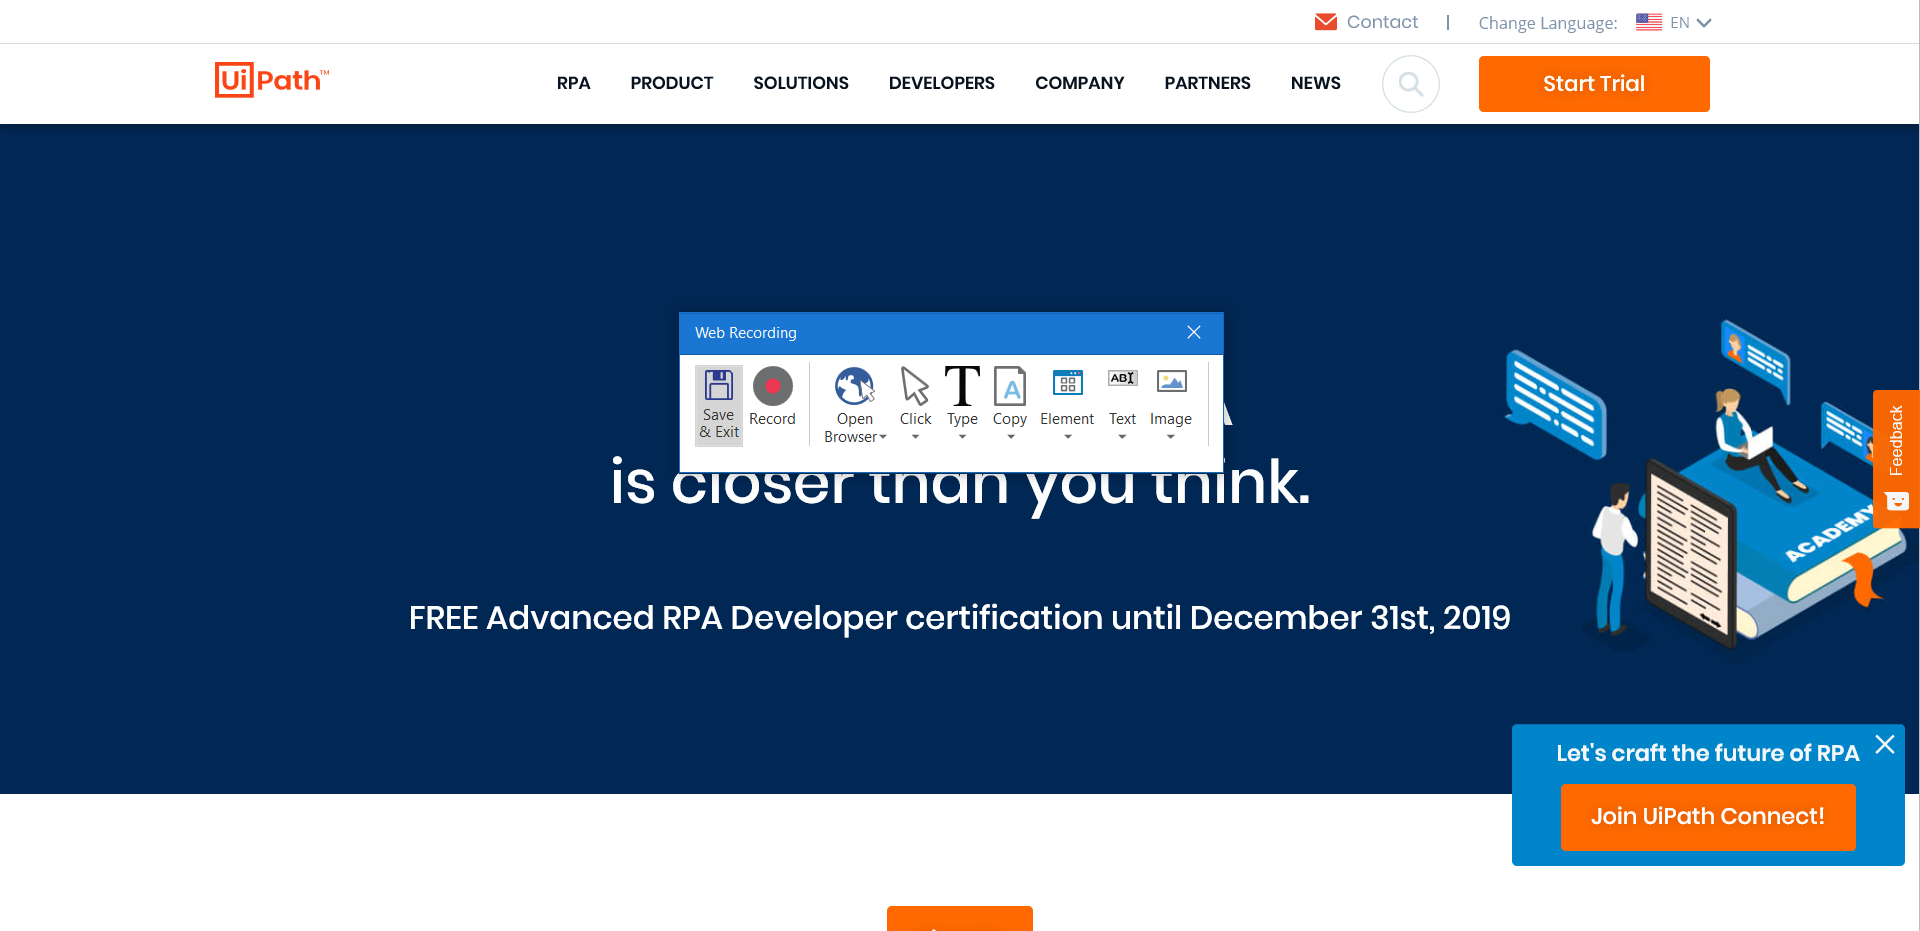 Contact | Change Language: EN
UiPath™
RPA PRODUCT SOLUTIONS DEVELOPERS COMPANY PARTNERS NEWS
Start Trial
Web Recording
Save & Exit
Record
Open Browser
Click
Type
Copy
Element
Text
Image
is closer than you think.
FREE Advanced RPA Developer certification until December 31st, 2019
ACADEMY
Feedback
Let's craft the future of RPA
Join UiPath Connect!